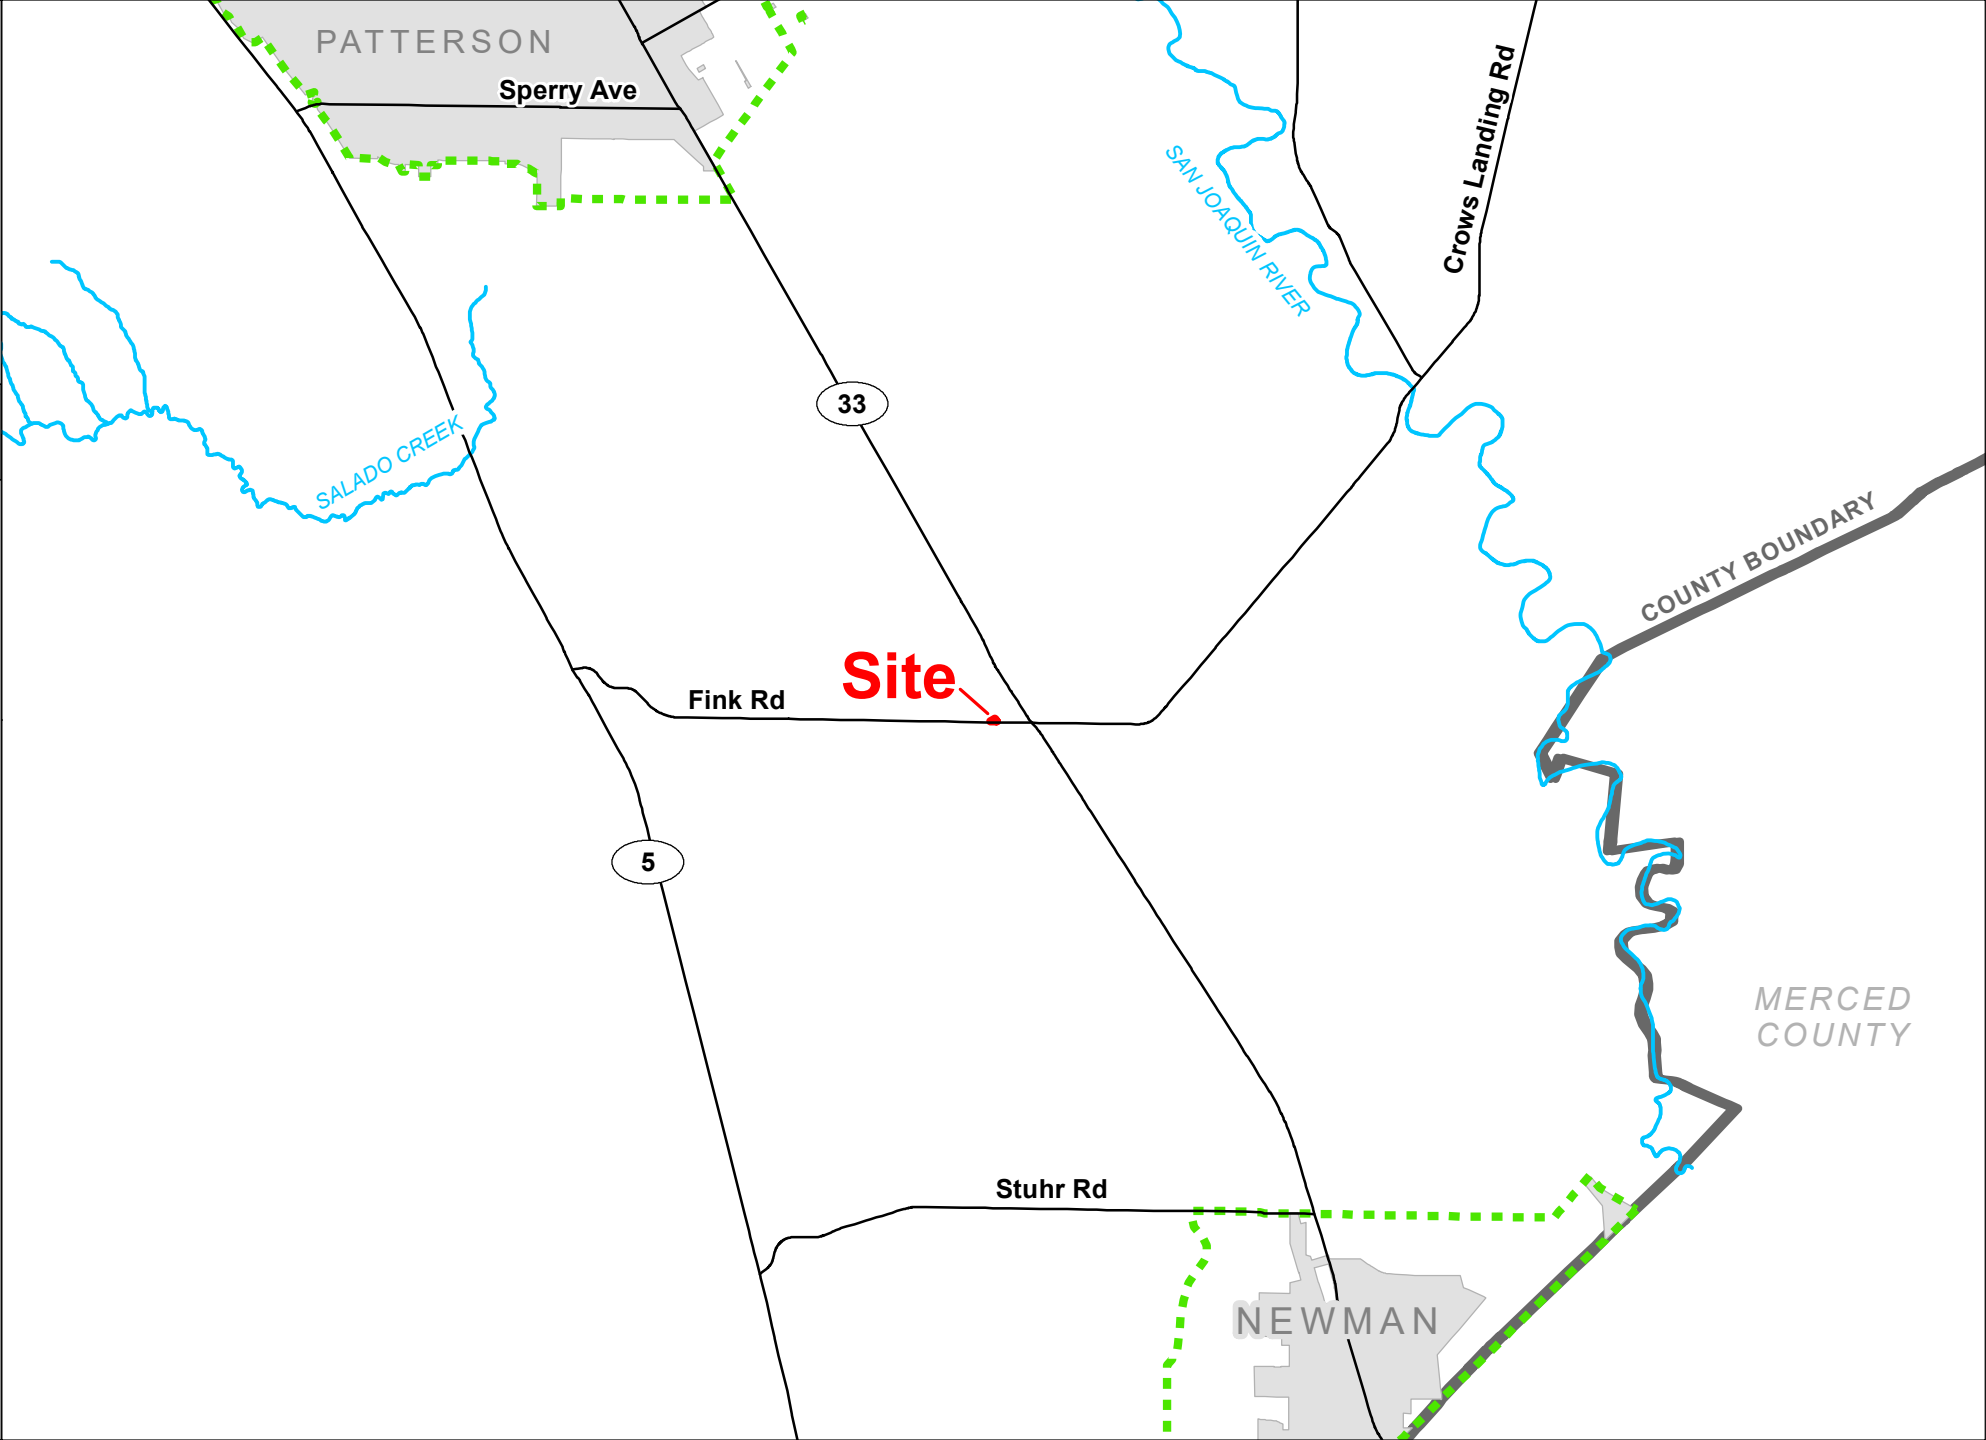 PATTERSON
Sperry Ave
Crows Landing Rd
SAN JOAQUIN RIVER
33
SALADO CREEK
COUNTY BOUNDARY
Site
Fink Rd
5
MERCED
COUNTY
Stuhr Rd
NEWMAN